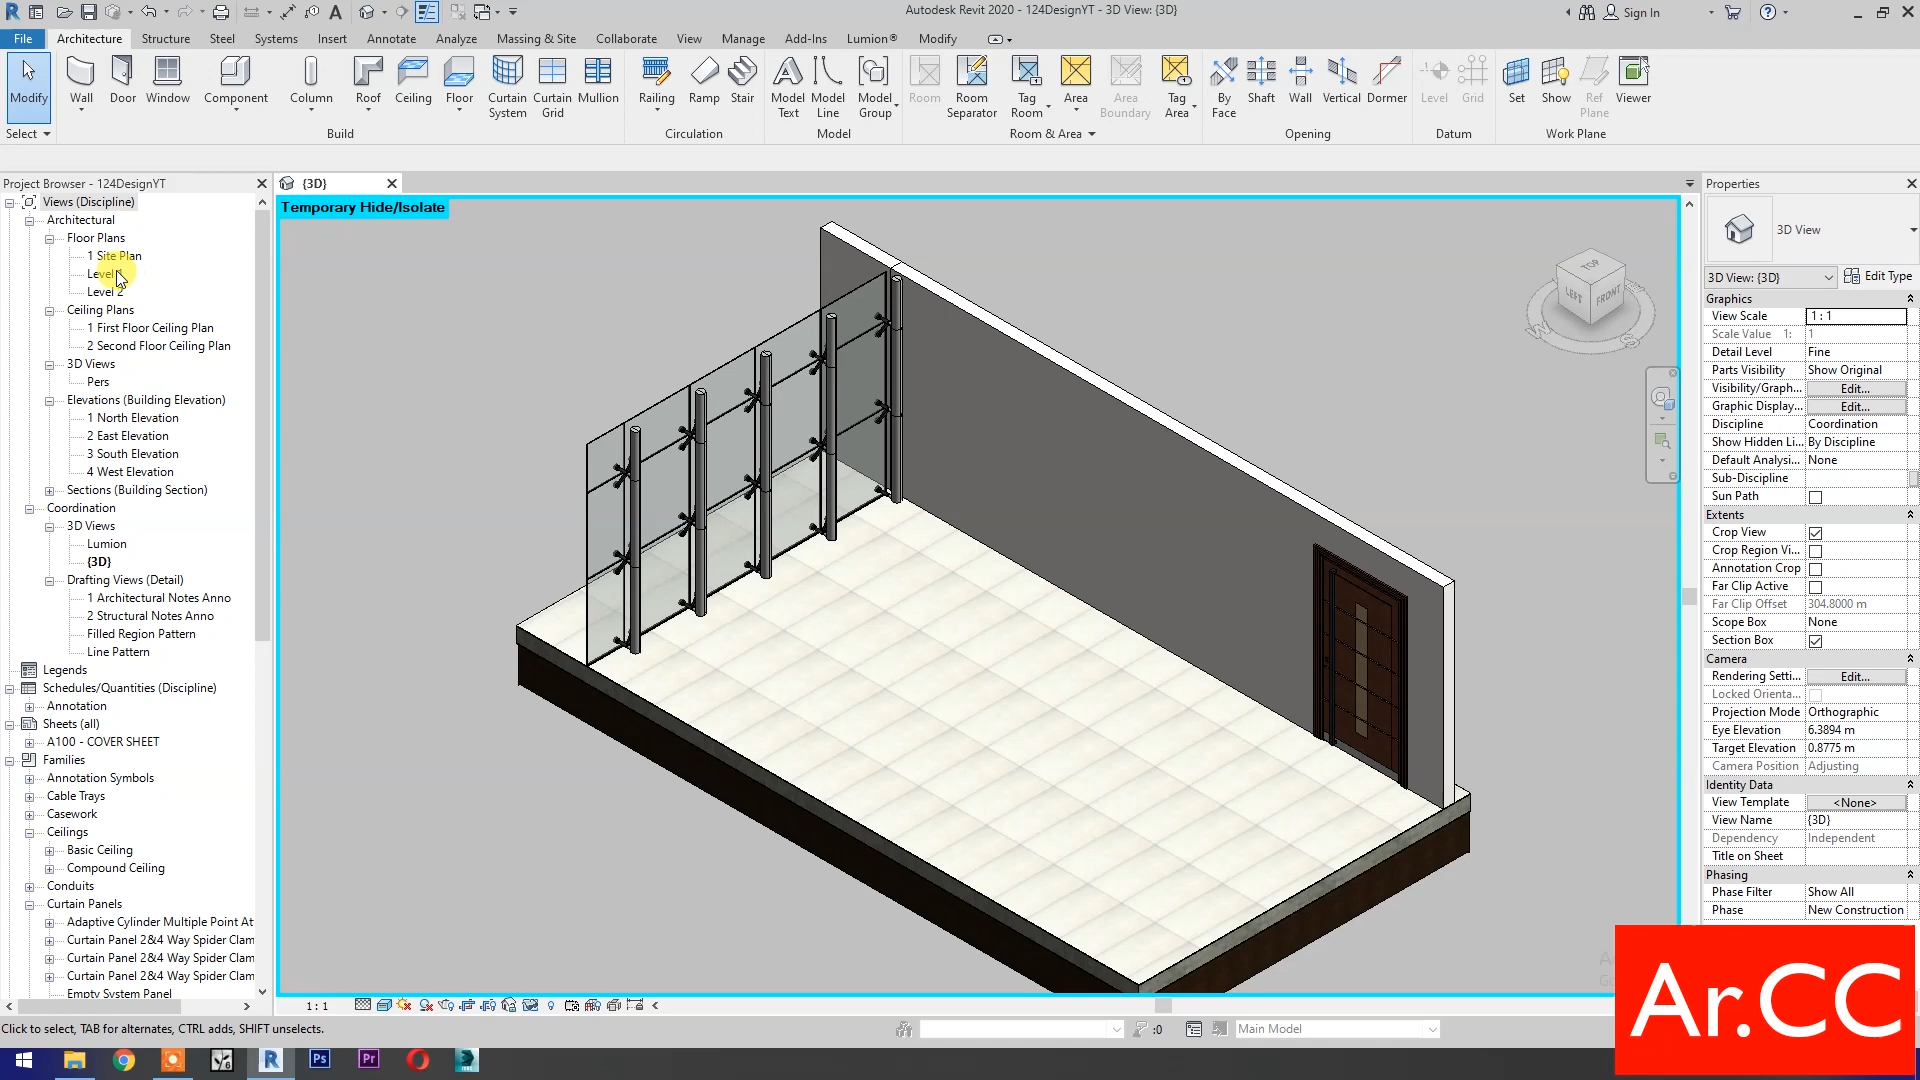 Autodesk Revit 2020 - 124DesignYT - 3D View: {3D}
Sign In
File Architecture Structure Steel Systems Insert Annotate Analyze Massing & Site Collaborate View Manage Add-Ins Lumion® Modify
Modify Wall Door Window Component Column Roof Ceiling Floor Curtain System Curtain Grid Mullion Railing Ramp Stair Model Text Model Line Model Group Room Room Separator Tag Room Area Area Boundary Tag Area By Face Shaft Wall Vertical Dormer Level Grid Set Show Ref Plane Viewer
Select Build Circulation Model Room & Area Opening Datum Work Plane
Project Browser - 124DesignYT
Views (Discipline)
Architectural
Floor Plans
1 Site Plan
Level 1
Level 2
Ceiling Plans
1 First Floor Ceiling Plan
2 Second Floor Ceiling Plan
3D Views
Pers
Elevations (Building Elevation)
1 North Elevation
2 East Elevation
3 South Elevation
4 West Elevation
Sections (Building Section)
Coordination
3D Views
Lumion
{3D}
Drafting Views (Detail)
1 Architectural Notes Anno
2 Structural Notes Anno
Filled Region Pattern
Line Pattern
Legends
Schedules/Quantities (Discipline)
Annotation
Sheets (all)
A100 - COVER SHEET
Families
Annotation Symbols
Cable Trays
Casework
Ceilings
Basic Ceiling
Compound Ceiling
Conduits
Curtain Panels
Adaptive Cylinder Multiple Point At
Curtain Panel 2&4 Way Spider Clam
Curtain Panel 2&4 Way Spider Clam
Curtain Panel 2&4 Way Spider Clam
Empty System Panel
{3D}
Temporary Hide/Isolate
TOP
LEFT
FRONT
W
S
1 : 1
Properties
3D View
3D View: {3D} Edit Type
Graphics
View Scale 1 : 1
Scale Value 1: 1
Detail Level Fine
Parts Visibility Show Original
Visibility/Graph... Edit...
Graphic Display... Edit...
Discipline Coordination
Show Hidden Li... By Discipline
Default Analysi... None
Sub-Discipline
Sun Path
Extents
Crop View
Crop Region Vi...
Annotation Crop
Far Clip Active
Far Clip Offset 304.8000 m
Scope Box None
Section Box
Camera
Rendering Setti... Edit...
Locked Orienta...
Projection Mode Orthographic
Eye Elevation 6.3894 m
Target Elevation 0.8775 m
Camera Position Adjusting
Identity Data
View Template <None>
View Name {3D}
Dependency Independent
Title on Sheet
Phasing
Phase Filter Show All
Phase New Construction
Click to select, TAB for alternates, CTRL adds, SHIFT unselects.
:0
Main Model
Ar.CC
R Ps Pr